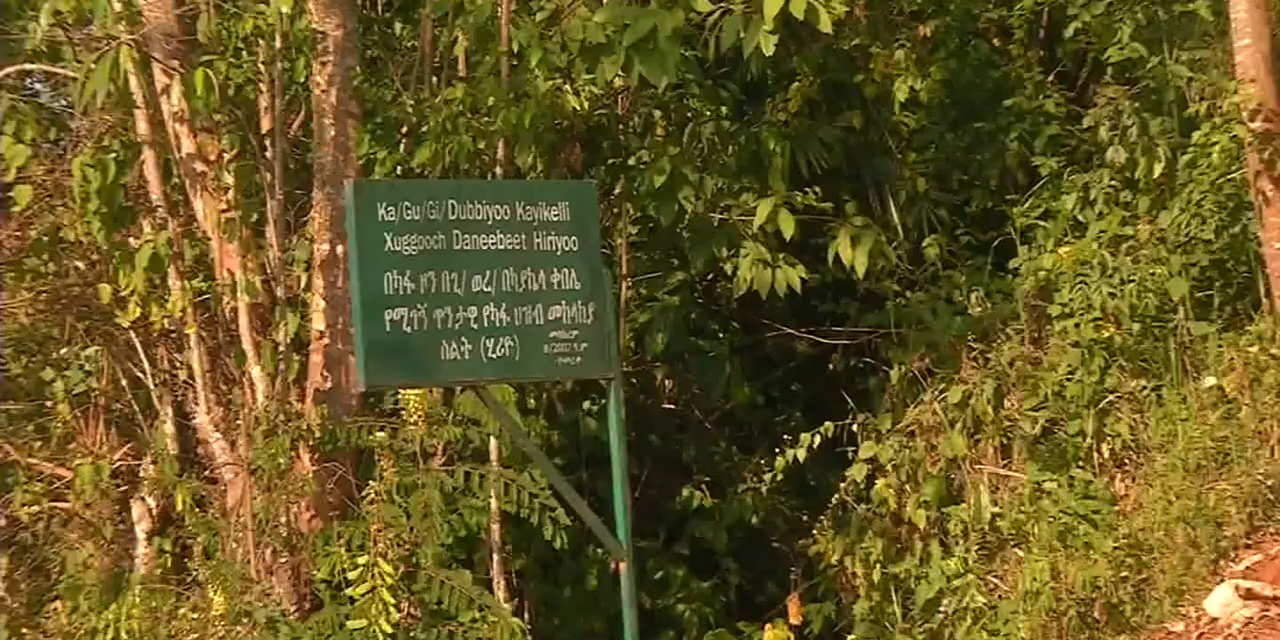 Ka/Gu/Gi/Dubbiyoo Kayikelli
Xuggooch Daneebeet Hiriyoo
በካፋ ዞን በጊ/ ወረ/ በካያኬላ ቀበሌ
የሚገኝ ጥንታዊ የካፋ ህዝብ መከላከያ
ስልት (ሂሪዮ)